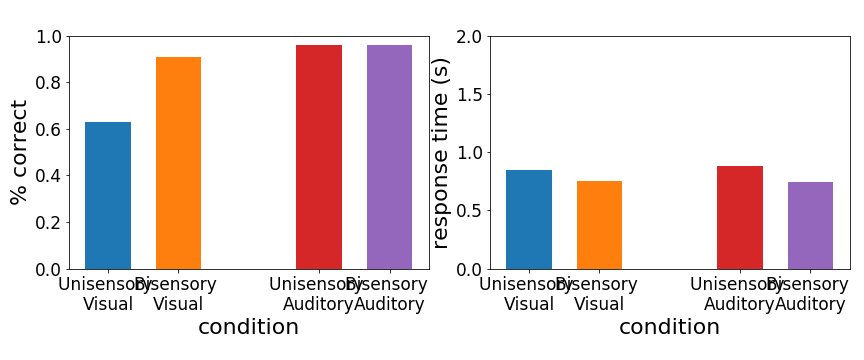 % correct
1.0
0.8
0.6
0.4
0.2
0.0
Unisensory Bisensory Unisensory Bisensory
Visual Visual Auditory Auditory
condition
response time (s)
2.0
1.5
1.0
0.5
0.0
Unisensory Bisensory Unisensory Bisensory
Visual Visual Auditory Auditory
condition